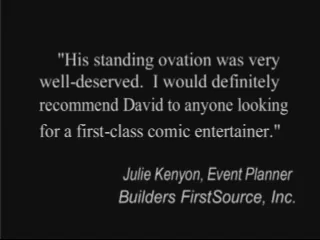 "His standing ovation was very
well-deserved. I would definitely
recommend David to anyone looking
for a first-class comic entertainer."
Julie Kenyon, Event Planner
Builders FirstSource, Inc.